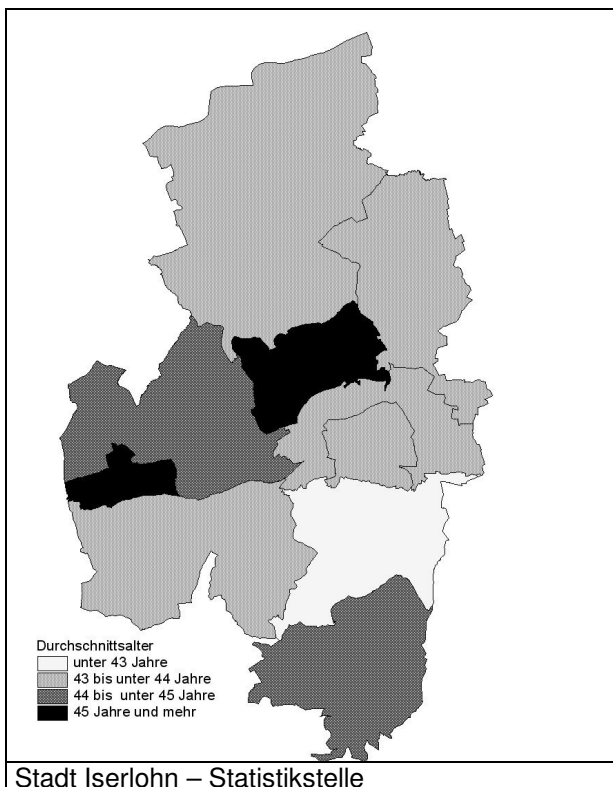 Durchschnittsalter
unter 43 Jahre
43 bis unter 44 Jahre
44 bis unter 45 Jahre
45 Jahre und mehr
Stadt Iserlohn – Statistikstelle